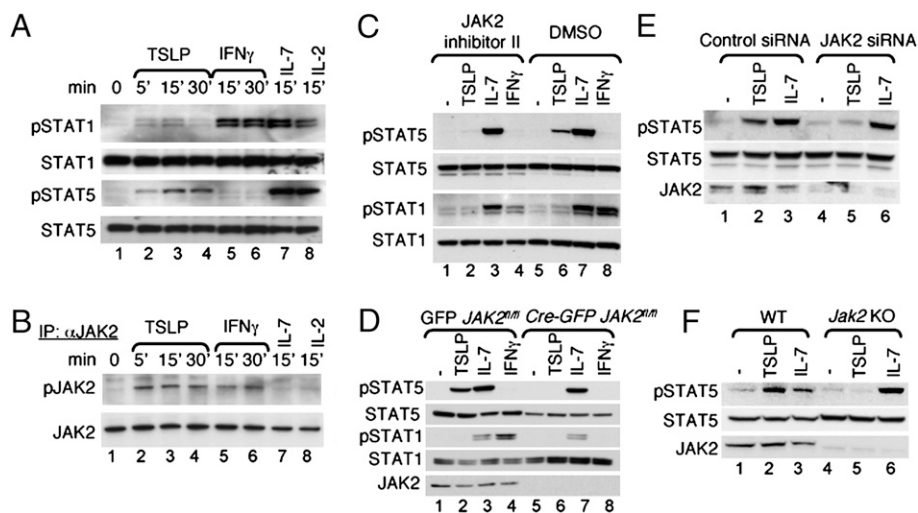 A
TSLP IFNγ IL-7 IL-2
min 0 5' 15' 30' 15' 30' 15' 15'
pSTAT1
STAT1
pSTAT5
STAT5
1 2 3 4 5 6 7 8
B
IP: αJAK2
TSLP IFNγ IL-7 IL-2
min 0 5' 15' 30' 15' 30' 15' 15'
pJAK2
JAK2
1 2 3 4 5 6 7 8
C
JAK2 inhibitor II DMSO
- TSLP IL-7 IFNγ - TSLP IL-7 IFNγ
pSTAT5
STAT5
pSTAT1
STAT1
1 2 3 4 5 6 7 8
D
GFP JAK2fl/fl Cre-GFP JAK2fl/fl
- TSLP IL-7 IFNγ - TSLP IL-7 IFNγ
pSTAT5
STAT5
pSTAT1
STAT1
JAK2
1 2 3 4 5 6 7 8
E
Control siRNA JAK2 siRNA
- TSLP IL-7 - TSLP IL-7
pSTAT5
STAT5
JAK2
1 2 3 4 5 6
F
WT Jak2 KO
- TSLP IL-7 - TSLP IL-7
pSTAT5
STAT5
JAK2
1 2 3 4 5 6